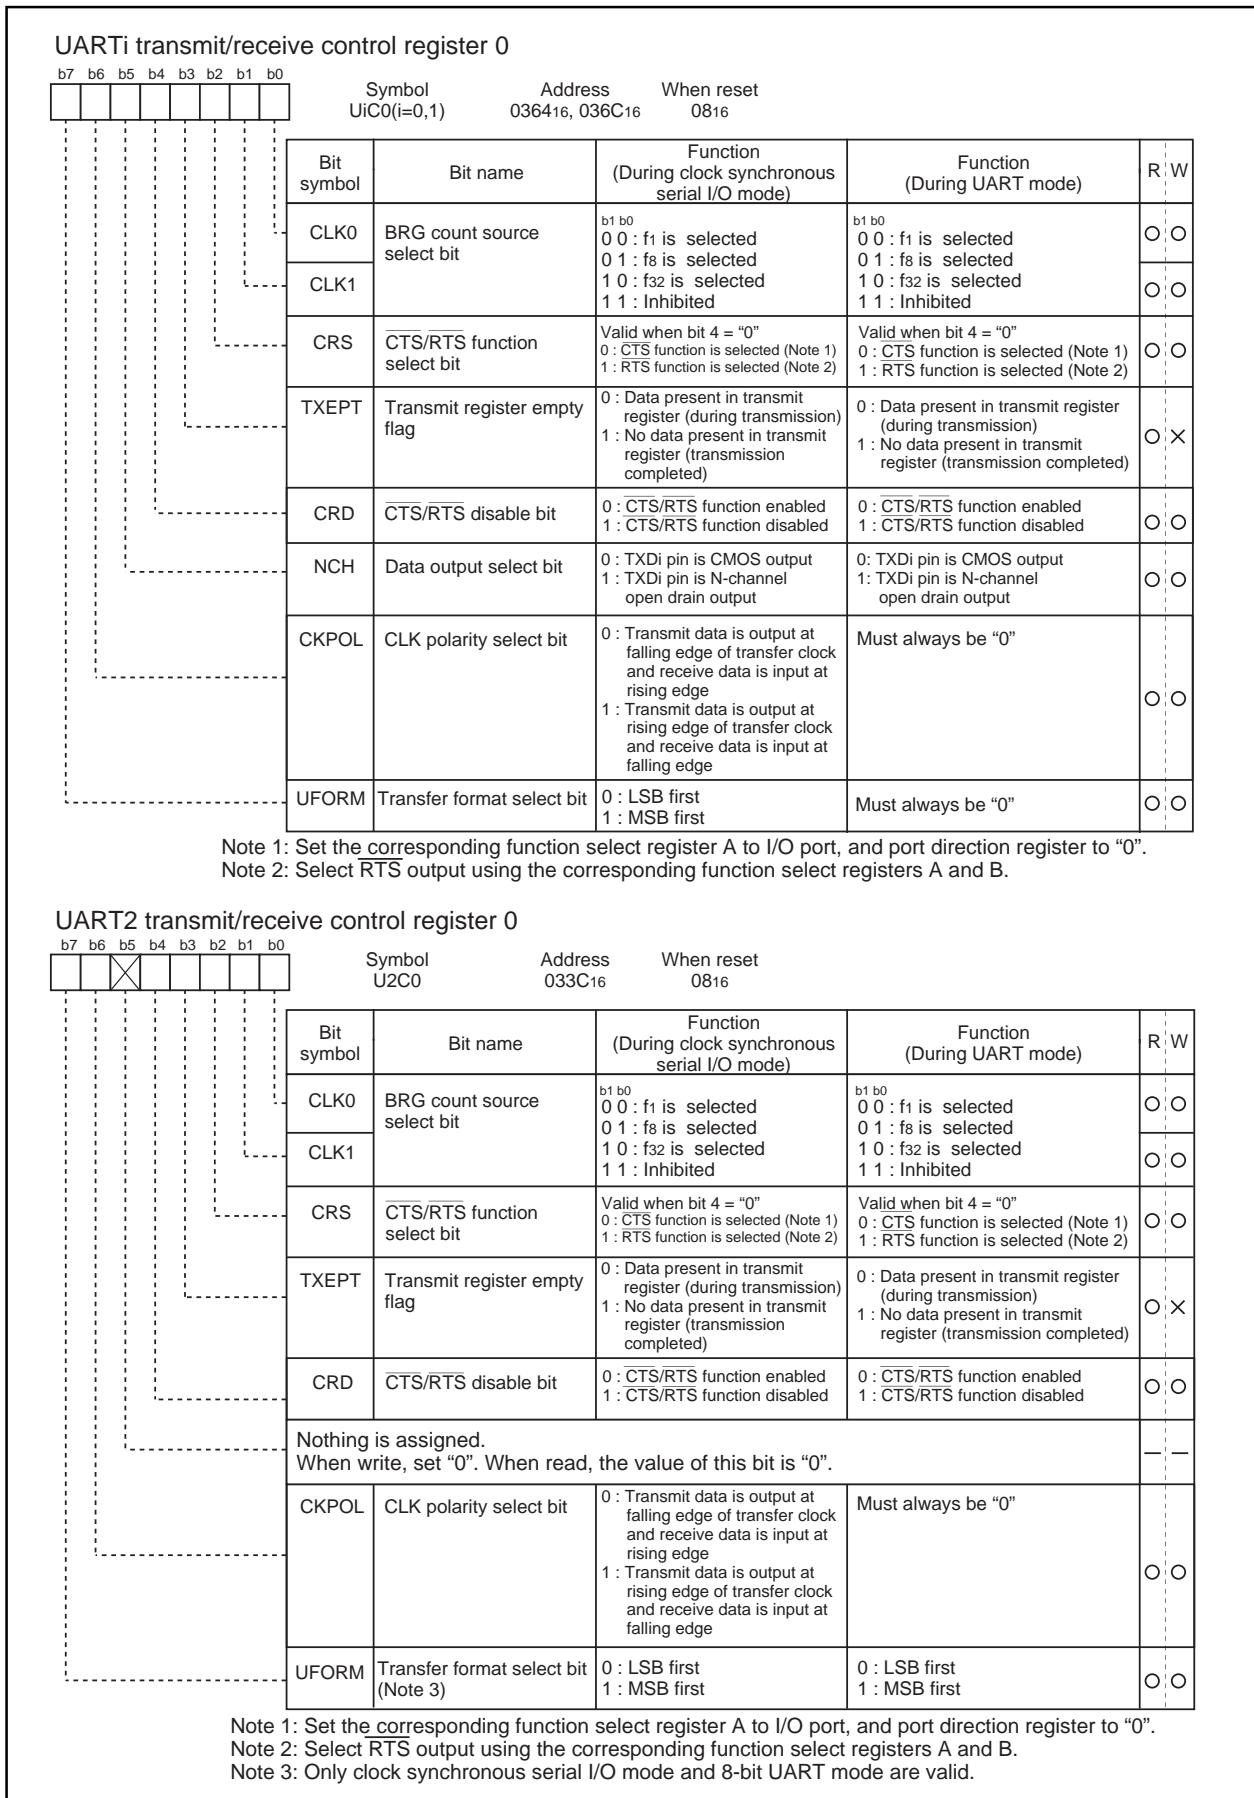 UARTi transmit/receive control register 0
b7 b6 b5 b4 b3 b2 b1 b0
Symbol Address When reset
UiC0(i=0,1) 036416, 036C16 0816
Bit symbol Bit name Function (During clock synchronous serial I/O mode) Function (During UART mode) R W
CLK0 BRG count source select bit
CLK1
b1 b0
0 0 : f1 is selected
0 1 : f8 is selected
1 0 : f32 is selected
1 1 : Inhibited
b1 b0
0 0 : f1 is selected
0 1 : f8 is selected
1 0 : f32 is selected
1 1 : Inhibited
CRS CTS/RTS function select bit
Valid when bit 4 = “0”
0 : CTS function is selected (Note 1)
1 : RTS function is selected (Note 2)
Valid when bit 4 = “0”
0 : CTS function is selected (Note 1)
1 : RTS function is selected (Note 2)
TXEPT Transmit register empty flag
0 : Data present in transmit
register (during transmission)
1 : No data present in transmit
register (transmission
completed)
0 : Data present in transmit register
(during transmission)
1 : No data present in transmit
register (transmission completed)
CRD CTS/RTS disable bit
0 : CTS/RTS function enabled
1 : CTS/RTS function disabled
0 : CTS/RTS function enabled
1 : CTS/RTS function disabled
NCH Data output select bit
0 : TXDi pin is CMOS output
1 : TXDi pin is N-channel
open drain output
0: TXDi pin is CMOS output
1: TXDi pin is N-channel
open drain output
CKPOL CLK polarity select bit
0 : Transmit data is output at
falling edge of transfer clock
and receive data is input at
rising edge
1 : Transmit data is output at
rising edge of transfer clock
and receive data is input at
falling edge
Must always be “0”
UFORM Transfer format select bit
0 : LSB first
1 : MSB first
Must always be “0”
Note 1: Set the corresponding function select register A to I/O port, and port direction register to “0”.
Note 2: Select RTS output using the corresponding function select registers A and B.
UART2 transmit/receive control register 0
b7 b6 b5 b4 b3 b2 b1 b0
Symbol Address When reset
U2C0 033C16 0816
Bit symbol Bit name Function (During clock synchronous serial I/O mode) Function (During UART mode) R W
CLK0 BRG count source select bit
CLK1
b1 b0
0 0 : f1 is selected
0 1 : f8 is selected
1 0 : f32 is selected
1 1 : Inhibited
b1 b0
0 0 : f1 is selected
0 1 : f8 is selected
1 0 : f32 is selected
1 1 : Inhibited
CRS CTS/RTS function select bit
Valid when bit 4 = “0”
0 : CTS function is selected (Note 1)
1 : RTS function is selected (Note 2)
Valid when bit 4 = “0”
0 : CTS function is selected (Note 1)
1 : RTS function is selected (Note 2)
TXEPT Transmit register empty flag
0 : Data present in transmit
register (during transmission)
1 : No data present in transmit
register (transmission
completed)
0 : Data present in transmit register
(during transmission)
1 : No data present in transmit
register (transmission completed)
CRD CTS/RTS disable bit
0 : CTS/RTS function enabled
1 : CTS/RTS function disabled
0 : CTS/RTS function enabled
1 : CTS/RTS function disabled
Nothing is assigned.
When write, set “0”. When read, the value of this bit is “0”.
CKPOL CLK polarity select bit
0 : Transmit data is output at
falling edge of transfer clock
and receive data is input at
rising edge
1 : Transmit data is output at
rising edge of transfer clock
and receive data is input at
falling edge
Must always be “0”
UFORM Transfer format select bit
(Note 3)
0 : LSB first
1 : MSB first
0 : LSB first
1 : MSB first
Note 1: Set the corresponding function select register A to I/O port, and port direction register to “0”.
Note 2: Select RTS output using the corresponding function select registers A and B.
Note 3: Only clock synchronous serial I/O mode and 8-bit UART mode are valid.